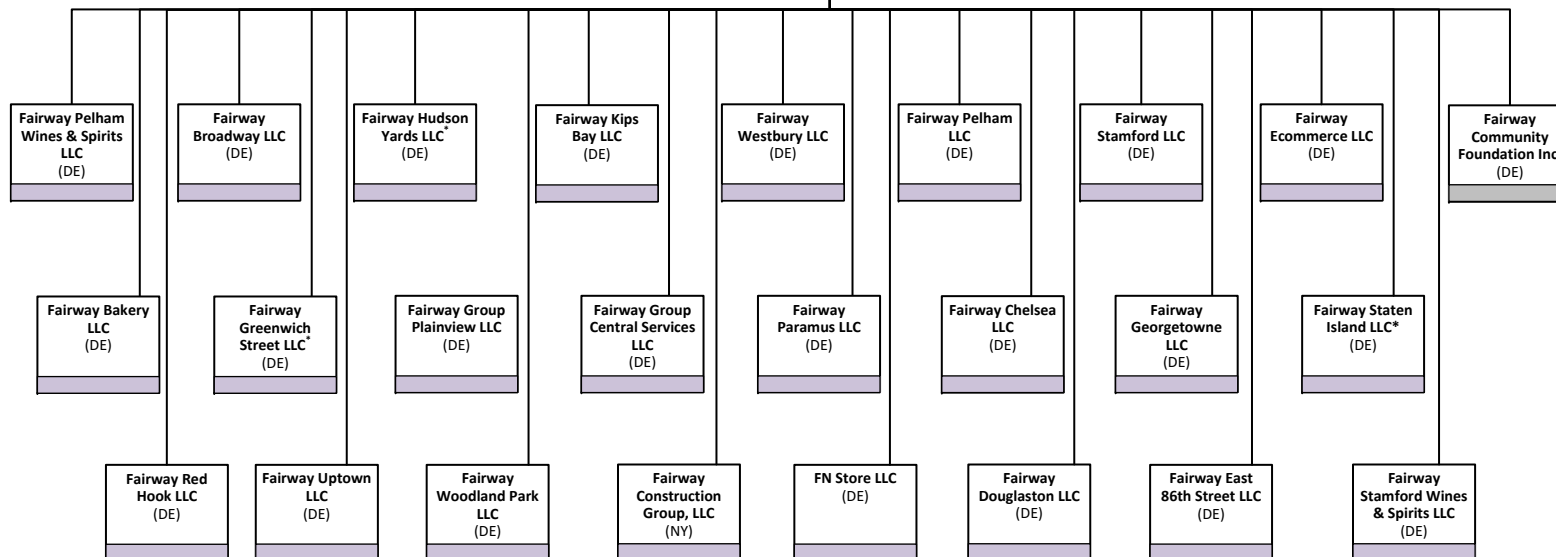 Fairway Pelham
Wines & Spirits
LLC
(DE)
Fairway
Broadway LLC
(DE)
Fairway Hudson
Yards LLC*
(DE)
Fairway Kips
Bay LLC
(DE)
Fairway
Westbury LLC
(DE)
Fairway Pelham
LLC
(DE)
Fairway
Stamford LLC
(DE)
Fairway
Ecommerce LLC
(DE)
Fairway
Community
Foundation Inc
(DE)
Fairway Bakery
LLC
(DE)
Fairway
Greenwich
Street LLC*
(DE)
Fairway Group
Plainview LLC
(DE)
Fairway Group
Central Services
LLC
(DE)
Fairway
Paramus LLC
(DE)
Fairway Chelsea
LLC
(DE)
Fairway
Georgetowne
LLC
(DE)
Fairway Staten
Island LLC*
(DE)
Fairway Red
Hook LLC
(DE)
Fairway Uptown
LLC
(DE)
Fairway
Woodland Park
LLC
(DE)
Fairway
Construction
Group, LLC
(NY)
FN Store LLC
(DE)
Fairway
Douglaston LLC
(DE)
Fairway East
86th Street LLC
(DE)
Fairway
Stamford Wines
& Spirits LLC
(DE)